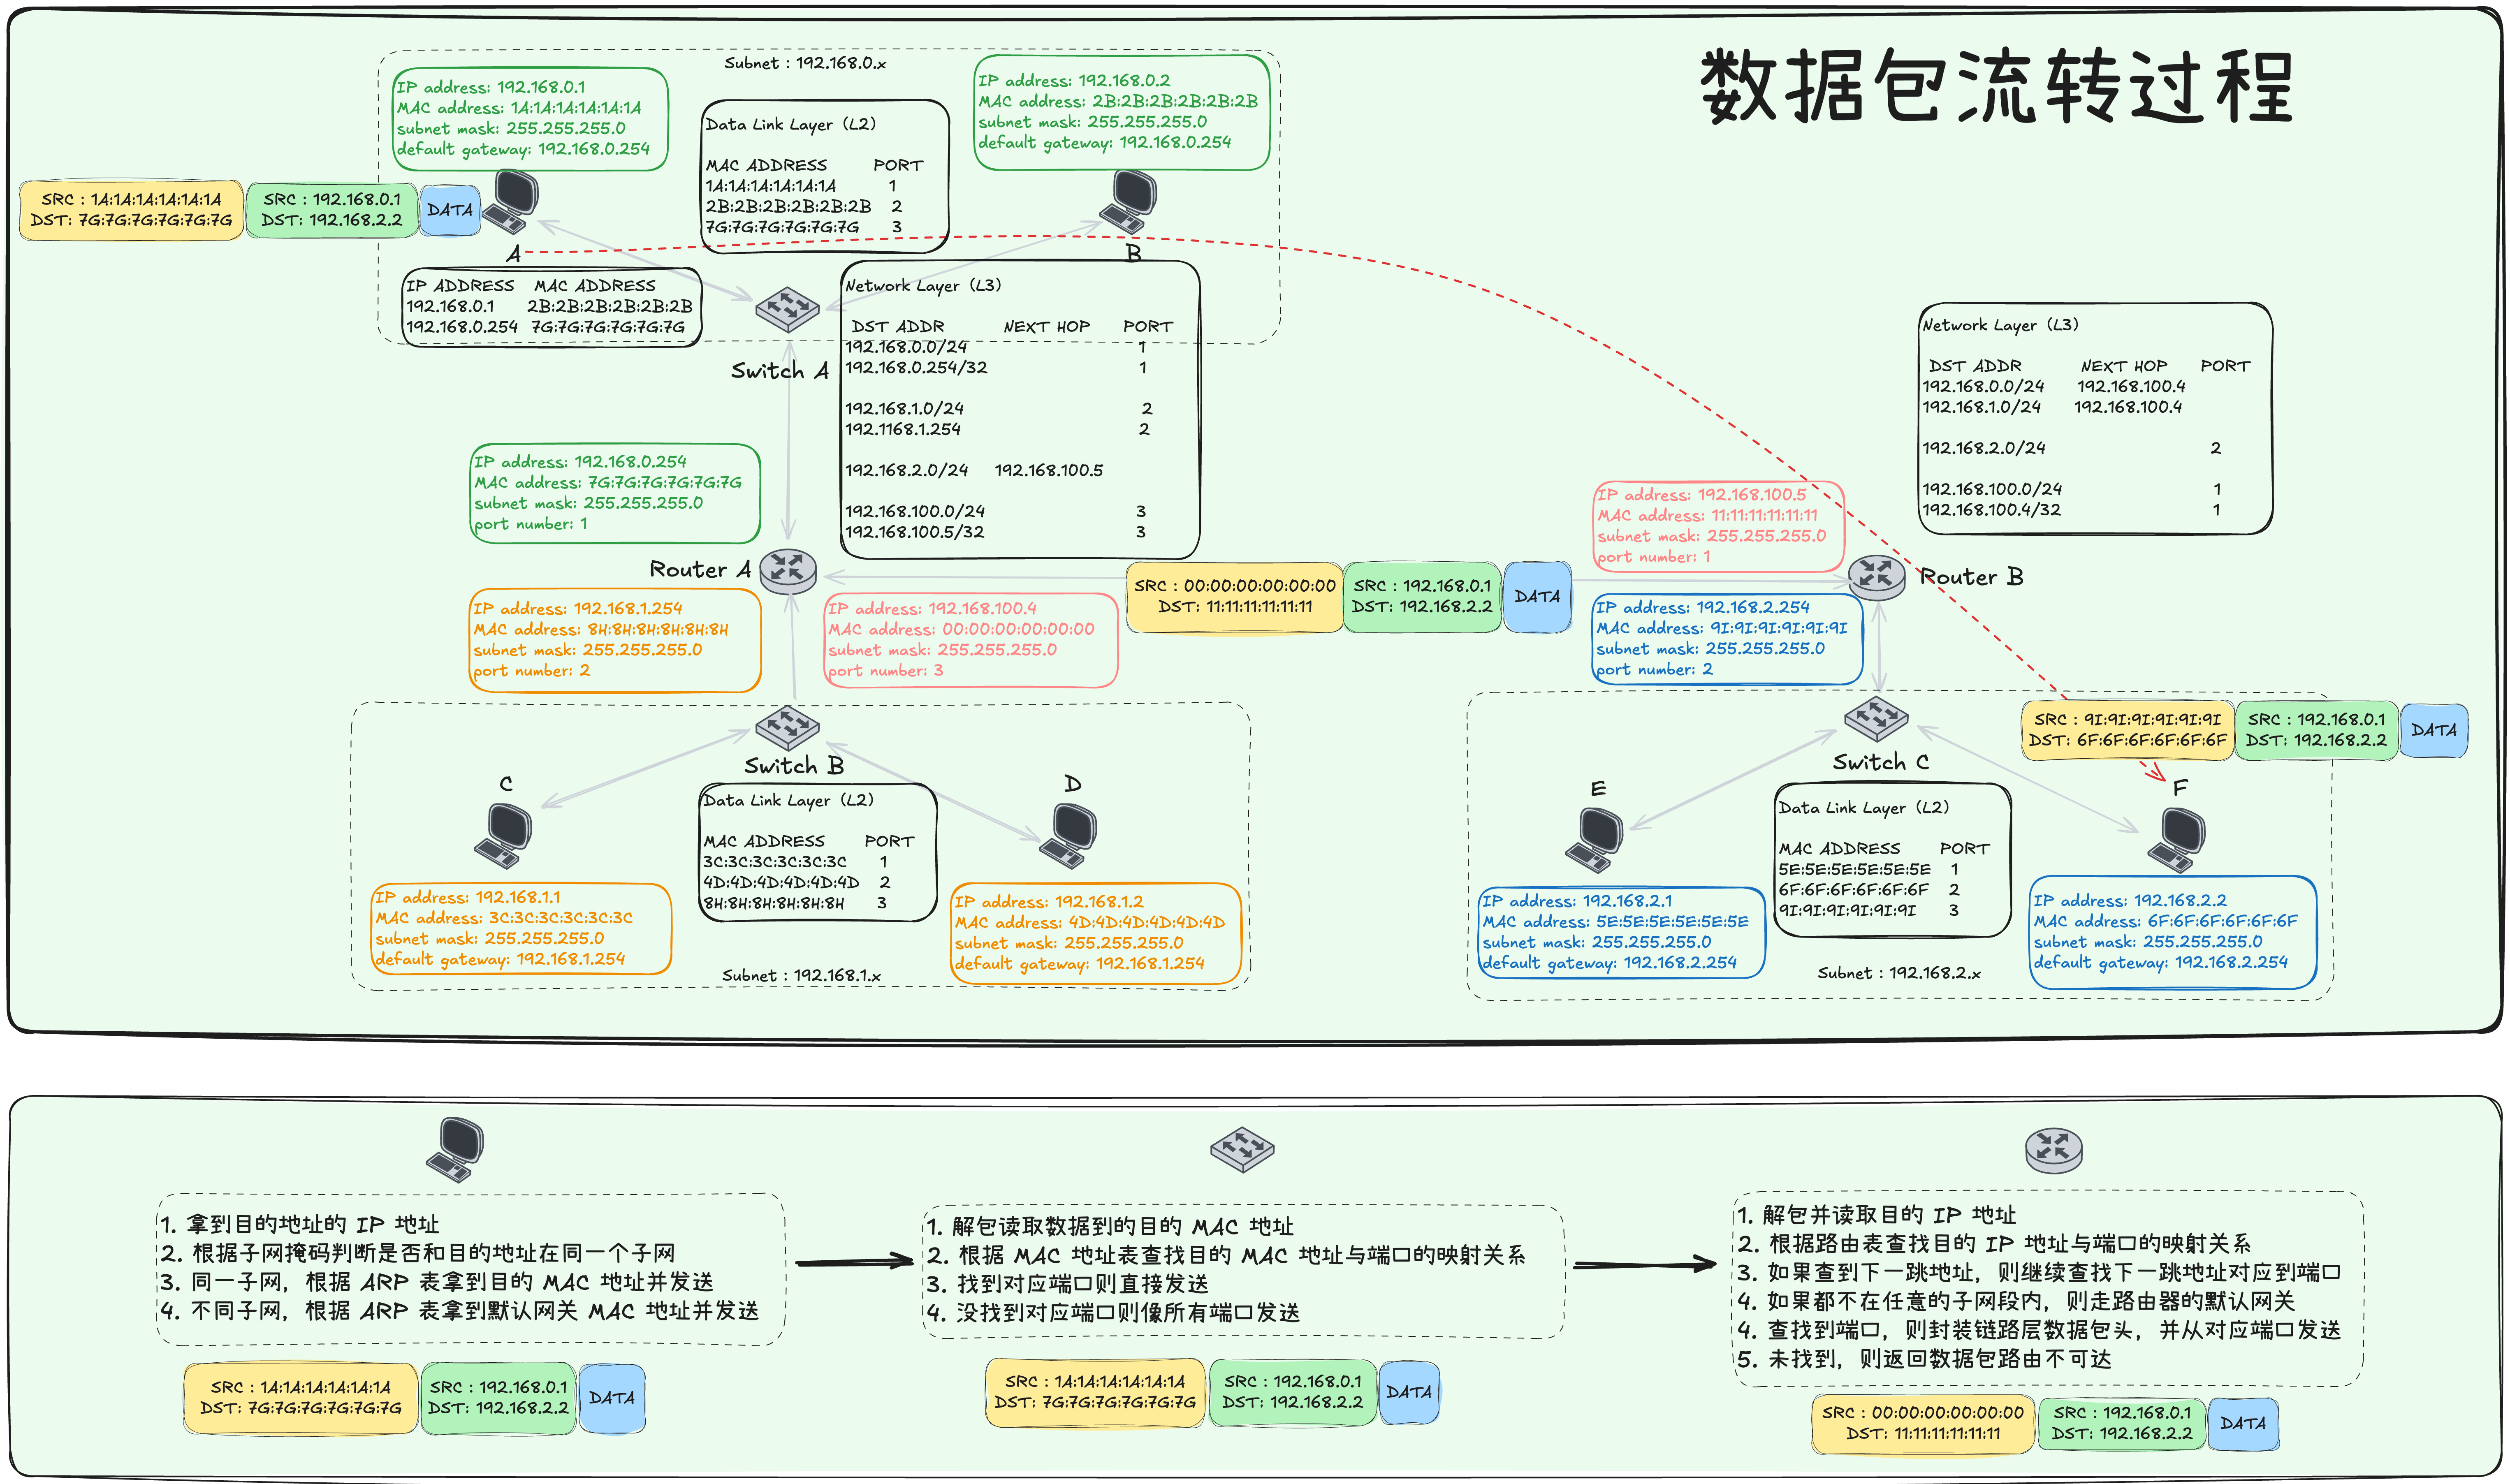 数据包流转过程
Subnet : 192.168.0.x
IP address: 192.168.0.1
MAC address: 1A:1A:1A:1A:1A:1A
subnet mask: 255.255.255.0
default gateway: 192.168.0.254
Data Link Layer (L2)
MAC ADDRESS PORT
1A:1A:1A:1A:1A:1A 1
2B:2B:2B:2B:2B:2B 2
7G:7G:7G:7G:7G:7G 3
IP address: 192.168.0.2
MAC address: 2B:2B:2B:2B:2B:2B
subnet mask: 255.255.255.0
default gateway: 192.168.0.254
SRC : 1A:1A:1A:1A:1A:1A
DST: 7G:7G:7G:7G:7G:7G
SRC : 192.168.0.1
DST: 192.168.2.2
DATA
A
B
IP ADDRESS MAC ADDRESS
192.168.0.1 2B:2B:2B:2B:2B:2B
192.168.0.254 7G:7G:7G:7G:7G:7G
Switch A
Network Layer (L3)
DST ADDR NEXT HOP PORT
192.168.0.0/24 1
192.168.0.254/32 1
192.168.1.0/24 2
192.1168.1.254 2
192.168.2.0/24 192.168.100.5
192.168.100.0/24 3
192.168.100.5/32 3
Network Layer (L3)
DST ADDR NEXT HOP PORT
192.168.0.0/24 192.168.100.4
192.168.1.0/24 192.168.100.4
192.168.2.0/24 2
192.168.100.0/24 1
192.168.100.4/32 1
IP address: 192.168.0.254
MAC address: 7G:7G:7G:7G:7G:7G
subnet mask: 255.255.255.0
port number: 1
Router A
IP address: 192.168.1.254
MAC address: 8H:8H:8H:8H:8H:8H
subnet mask: 255.255.255.0
port number: 2
IP address: 192.168.100.4
MAC address: 00:00:00:00:00:00
subnet mask: 255.255.255.0
port number: 3
SRC : 00:00:00:00:00:00
DST: 11:11:11:11:11:11
SRC : 192.168.0.1
DST: 192.168.2.2
DATA
IP address: 192.168.100.5
MAC address: 11:11:11:11:11:11
subnet mask: 255.255.255.0
port number: 1
Router B
IP address: 192.168.2.254
MAC address: 9I:9I:9I:9I:9I:9I
subnet mask: 255.255.255.0
port number: 2
Switch B
C
D
Data Link Layer (L2)
MAC ADDRESS PORT
3C:3C:3C:3C:3C:3C 1
4D:4D:4D:4D:4D:4D 2
8H:8H:8H:8H:8H:8H 3
IP address: 192.168.1.1
MAC address: 3C:3C:3C:3C:3C:3C
subnet mask: 255.255.255.0
default gateway: 192.168.1.254
Subnet : 192.168.1.x
IP address: 192.168.1.2
MAC address: 4D:4D:4D:4D:4D:4D
subnet mask: 255.255.255.0
default gateway: 192.168.1.254
SRC : 9I:9I:9I:9I:9I:9I
DST: 6F:6F:6F:6F:6F:6F
SRC : 192.168.0.1
DST: 192.168.2.2
DATA
Switch C
E
F
Data Link Layer (L2)
MAC ADDRESS PORT
5E:5E:5E:5E:5E:5E 1
6F:6F:6F:6F:6F:6F 2
9I:9I:9I:9I:9I:9I 3
IP address: 192.168.2.1
MAC address: 5E:5E:5E:5E:5E:5E
subnet mask: 255.255.255.0
default gateway: 192.168.2.254
Subnet : 192.168.2.x
IP address: 192.168.2.2
MAC address: 6F:6F:6F:6F:6F:6F
subnet mask: 255.255.255.0
default gateway: 192.168.2.254
1. 拿到目的地址的 IP 地址
2. 根据子网掩码判断是否和目的地址在同一个子网
3. 同一子网，根据 ARP 表拿到目的 MAC 地址并发送
4. 不同子网，根据 ARP 表拿到默认网关 MAC 地址并发送
SRC : 1A:1A:1A:1A:1A:1A
DST: 7G:7G:7G:7G:7G:7G
SRC : 192.168.0.1
DST: 192.168.2.2
DATA
1. 解包读取数据到的目的 MAC 地址
2. 根据 MAC 地址表查找目的 MAC 地址与端口的映射关系
3. 找到对应端口则直接发送
4. 没找到对应端口则像所有端口发送
SRC : 1A:1A:1A:1A:1A:1A
DST: 7G:7G:7G:7G:7G:7G
SRC : 192.168.0.1
DST: 192.168.2.2
DATA
1. 解包并读取目的 IP 地址
2. 根据路由表查找目的 IP 地址与端口的映射关系
3. 如果查到下一跳地址，则继续查找下一跳地址对应到端口
4. 如果都不在任意的子网段内，则走路由器的默认网关
4. 查找到端口，则封装链路层数据包头，并从对应端口发送
5. 未找到，则返回数据包路由不可达
SRC : 00:00:00:00:00:00
DST: 11:11:11:11:11:11
SRC : 192.168.0.1
DST: 192.168.2.2
DATA